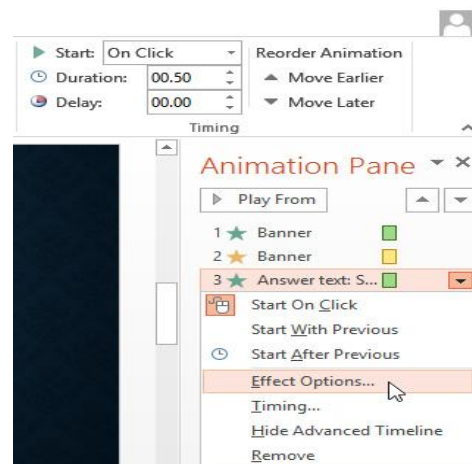 Start: On Click Reorder Animation
Duration: 00.50 Move Earlier
Delay: 00.00 Move Later
Timing
Animation Pane
Play From
1 Banner
2 Banner
3 Answer text: S...
Start On Click
Start With Previous
Start After Previous
Effect Options...
Timing...
Hide Advanced Timeline
Remove